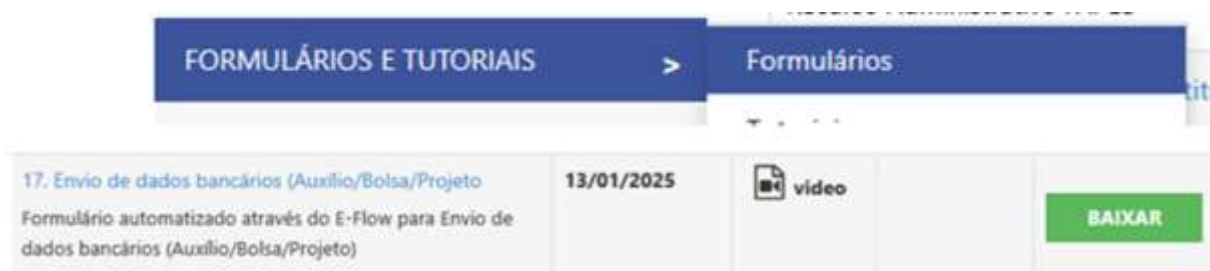 FORMULÁRIOS E TUTORIAIS >
Formulários
17. Envio de dados bancários (Auxílio/Bolsa/Projeto
13/01/2025
video
Formulário automatizado através do E-Flow para Envio de
dados bancários (Auxílio/Bolsa/Projeto)
BAIXAR